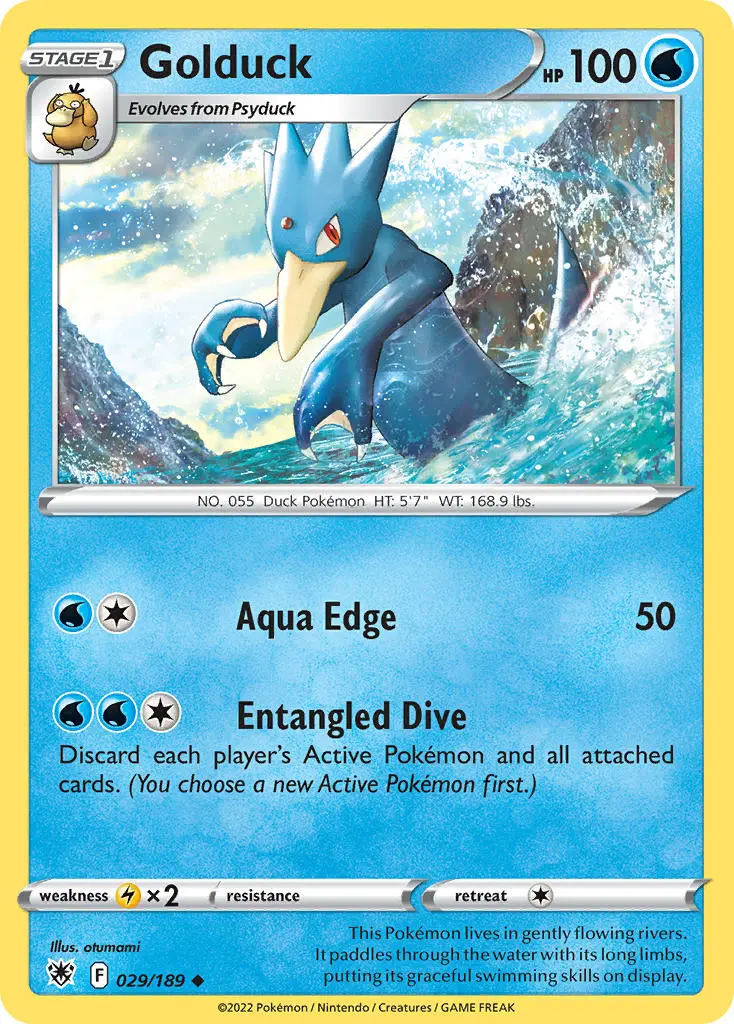 STAGE1
Golduck
HP 100
Evolves from Psyduck
NO. 055 Duck Pokémon HT: 5'7" WT: 168.9 lbs.
Aqua Edge 50
Entangled Dive
Discard each player's Active Pokémon and all attached
cards. (You choose a new Active Pokémon first.)
weakness ×2 resistance retreat
Illus. otumami
F 029/189
This Pokémon lives in gently flowing rivers.
It paddles through the water with its long limbs,
putting its graceful swimming skills on display.
©2022 Pokémon / Nintendo / Creatures / GAME FREAK